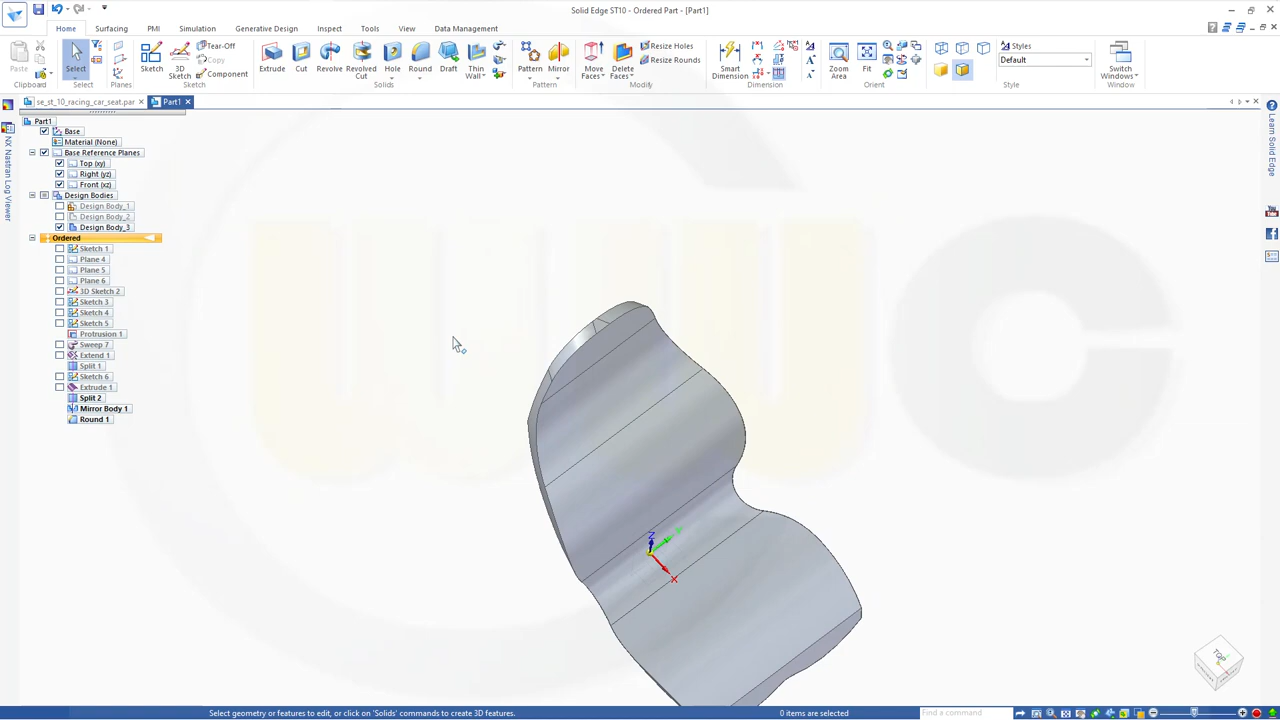 Solid Edge ST10 - Ordered Part - [Part1]
Home Surfacing PMI Simulation Generative Design Inspect Tools View Data Management
Paste Select Sketch 3D Sketch Tear-Off Copy Component Extrude Cut Revolve Revolved Cut Hole Round Draft Thin Wall Pattern Mirror Move Faces Delete Faces Resize Holes Resize Rounds Smart Dimension Zoom Area Fit Styles Default Switch Windows
Clipboard Select Planes Sketch Solids Pattern Modify Dimension Orient Style Window
se_st_10_racing_car_seat.par Part1
Part1
Base
Material (None)
Base Reference Planes
Top (xy)
Right (yz)
Front (xz)
Design Bodies
Design Body_1
Design Body_2
Design Body_3
Ordered
Sketch 1
Plane 4
Plane 5
Plane 6
3D Sketch 2
Sketch 3
Sketch 4
Sketch 5
Protrusion 1
Sweep 7
Extend 1
Split 1
Sketch 6
Extrude 1
Split 2
Mirror Body 1
Round 1
NX Nastran Log Viewer
Learn Solid Edge
You Tube
Z
X
TOP
Select geometry or features to edit, or click on 'Solids' commands to create 3D features. 0 items are selected Find a command